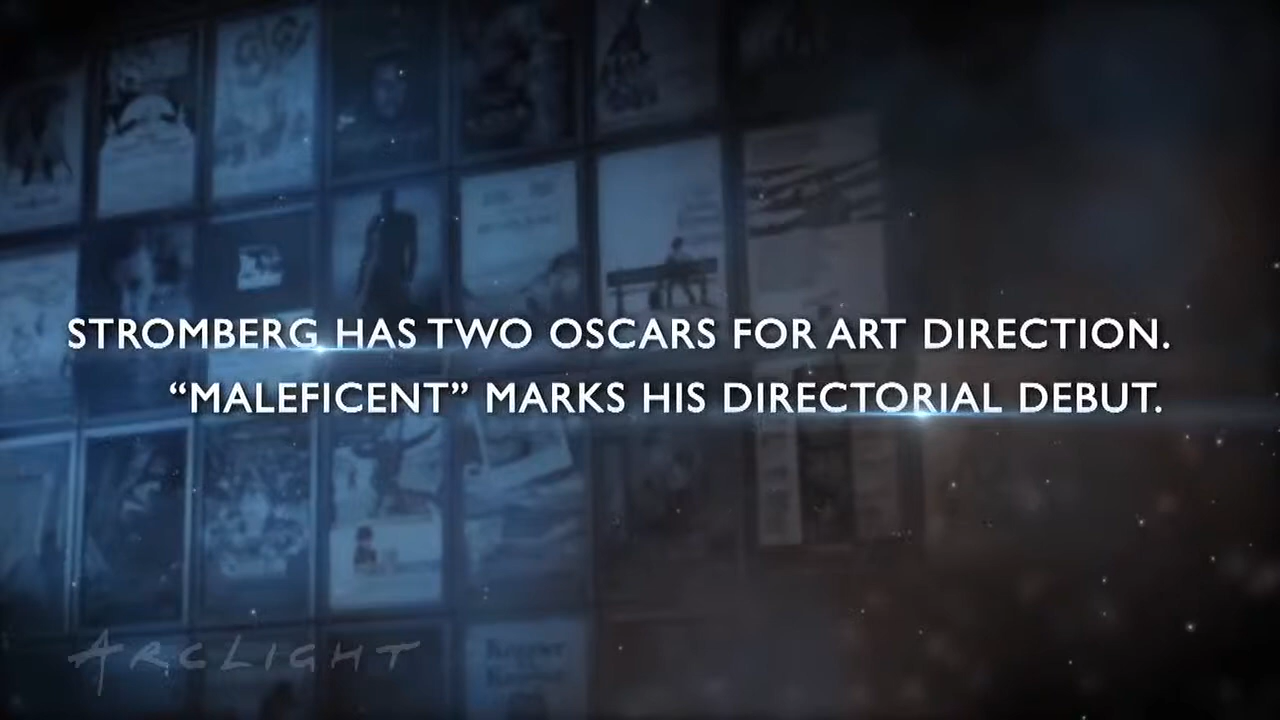 STROMBERG HAS TWO OSCARS FOR ART DIRECTION.
“MALEFICENT” MARKS HIS DIRECTORIAL DEBUT.
ARCLIGHT